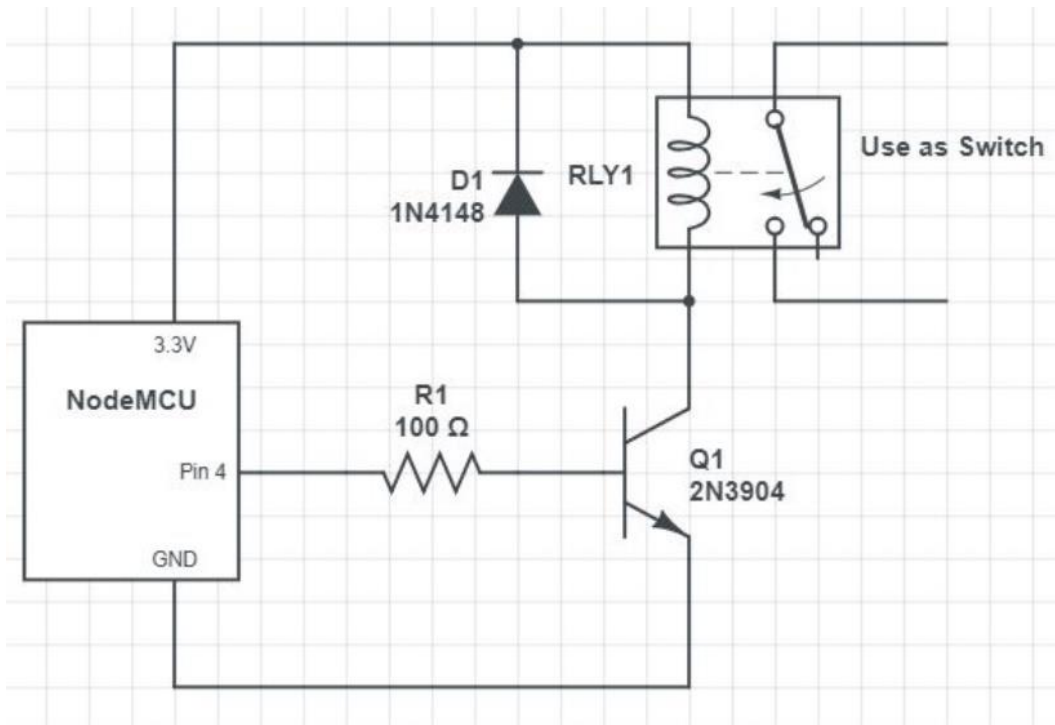 D1
1N4148
RLY1
Use as Switch
3.3V
NodeMCU
Pin 4
GND
R1
100 Ω
Q1
2N3904